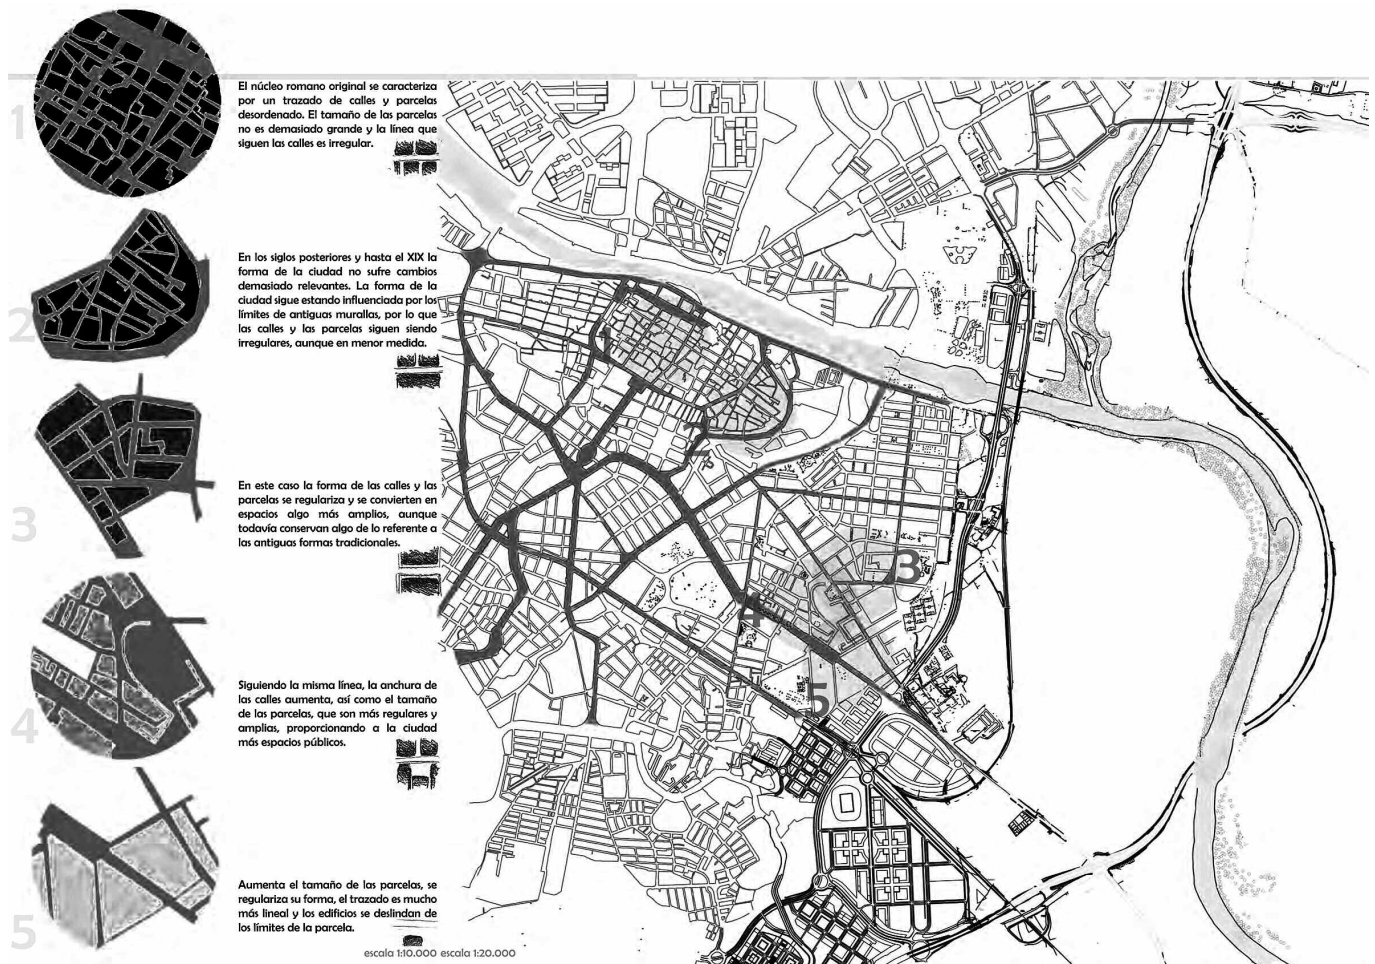 1
El núcleo romano original se caracteriza
por un trazado de calles y parcelas
desordenado. El tamaño de las parcelas
no es demasiado grande y la línea que
siguen las calles es irregular.
2
En los siglos posteriores y hasta el XIX la
forma de la ciudad no sufre cambios
demasiado relevantes. La forma de la
ciudad sigue estando influenciada por los
límites de antiguas murallas, por lo que
las calles y las parcelas siguen siendo
irregulares, aunque en menor medida.
3
En este caso la forma de las calles y las
parcelas se regulariza y se convierten en
espacios algo más amplios, aunque
todavía conservan algo de lo referente a
las antiguas formas tradicionales.
4
Siguiendo la misma línea, la anchura de
las calles aumenta, así como el tamaño
de las parcelas, que son más regulares y
amplias, proporcionando a la ciudad
más espacios públicos.
5
Aumenta el tamaño de las parcelas, se
regulariza su forma, el trazado es mucho
más lineal y los edificios se deslindan de
los límites de la parcela.
escala 1:10.000 escala 1:20.000
1
2
3
4
5